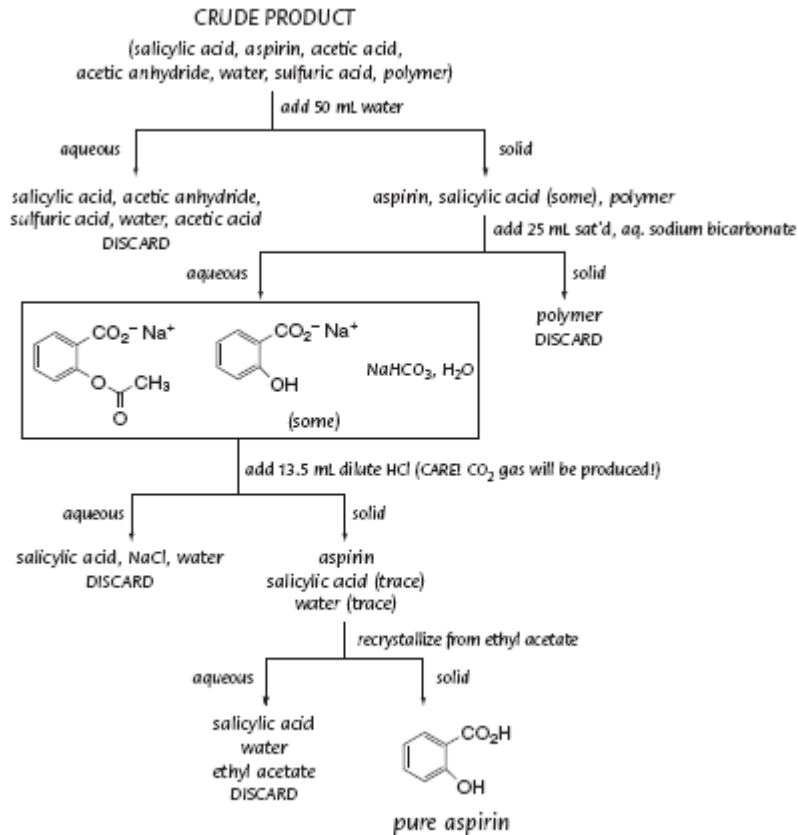 CRUDE PRODUCT
(salicylic acid, aspirin, acetic acid,
acetic anhydride, water, sulfuric acid, polymer)
add 50 mL water
aqueous
solid
salicylic acid, acetic anhydride,
sulfuric acid, water, acetic acid
DISCARD
aspirin, salicylic acid (some), polymer
add 25 mL sat'd, aq. sodium bicarbonate
aqueous
solid
polymer
DISCARD
CO₂⁻ Na⁺
O
CH₃
O
CO₂⁻ Na⁺
OH
(some)
NaHCO₃, H₂O
add 13.5 mL dilute HCl (CARE! CO₂ gas will be produced!)
aqueous
solid
salicylic acid, NaCl, water
DISCARD
aspirin
salicylic acid (trace)
water (trace)
recrystallize from ethyl acetate
aqueous
solid
salicylic acid
water
ethyl acetate
DISCARD
CO₂H
OH
pure aspirin